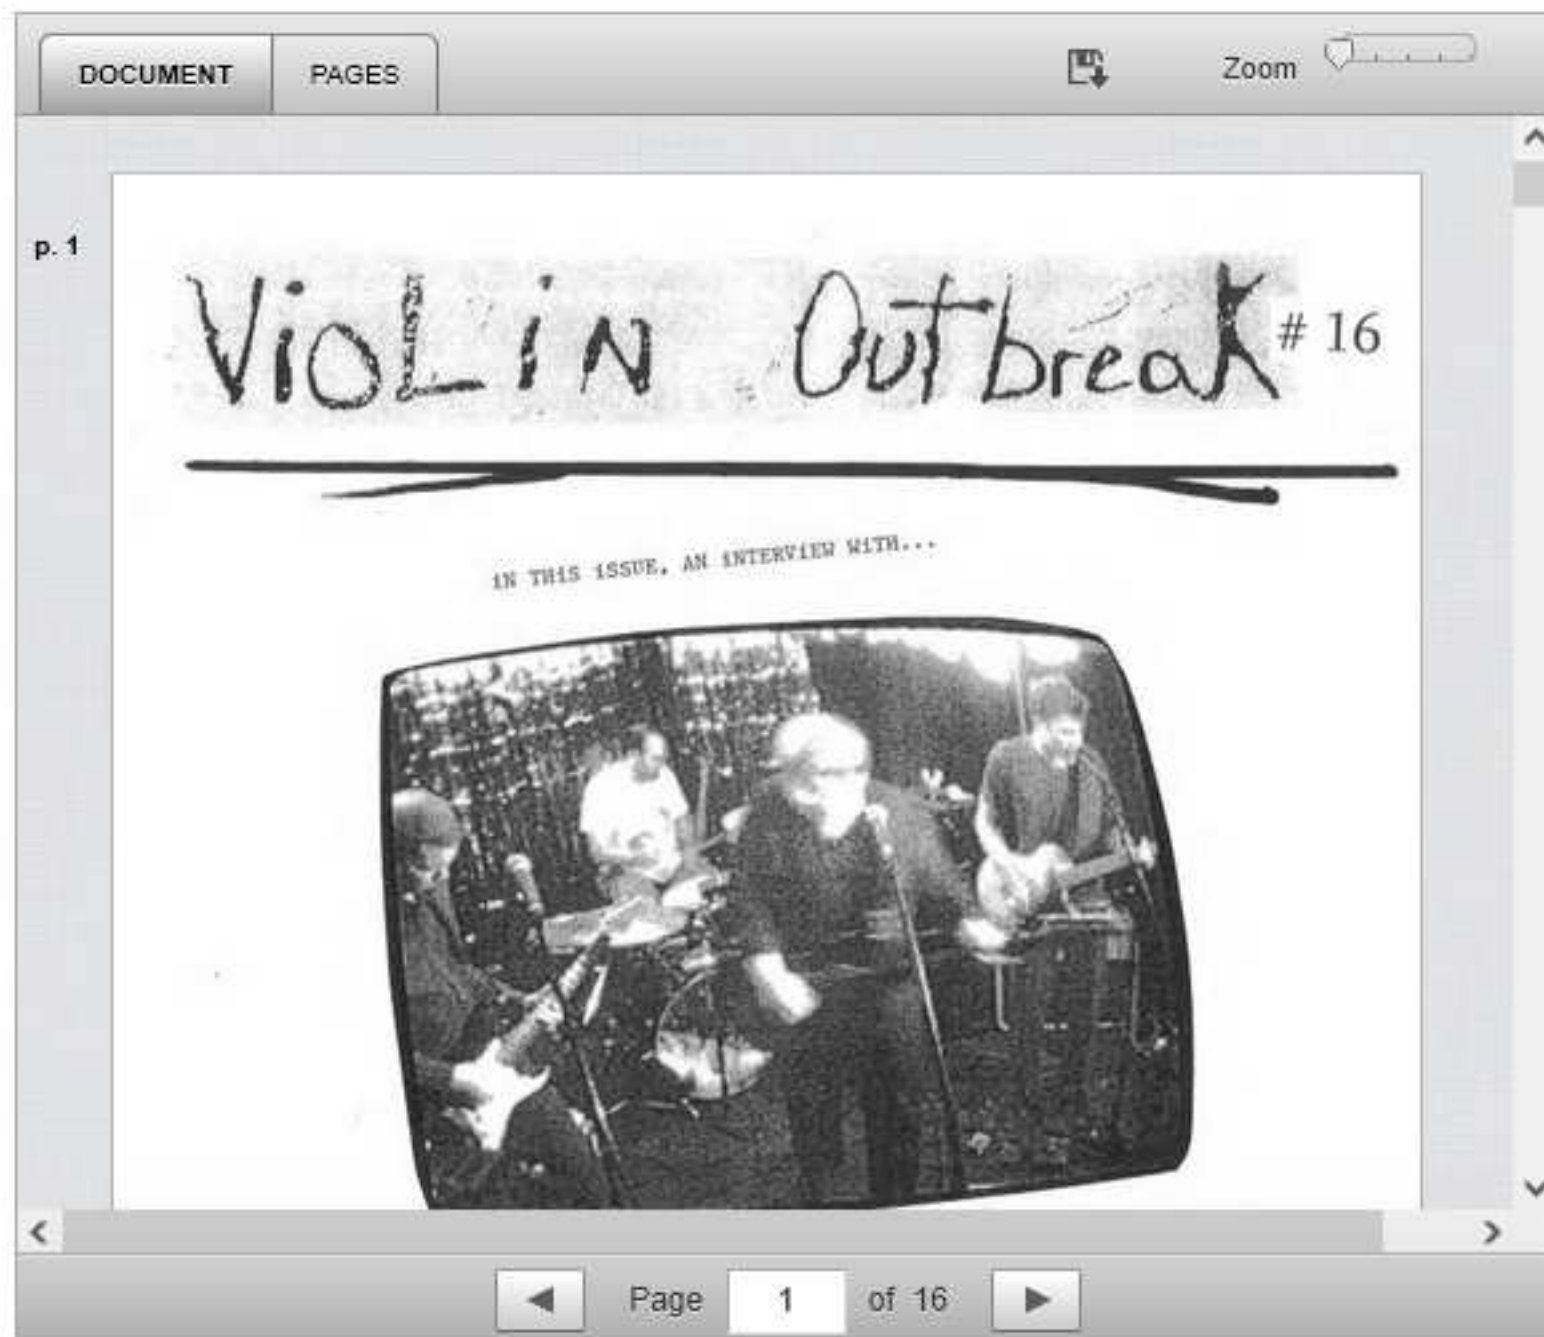 DOCUMENT PAGES Zoom
p. 1
VioLiN Outbreak # 16
iN THiS iSSUE, AN iNTERViEW WiTH...
Page 1 of 16